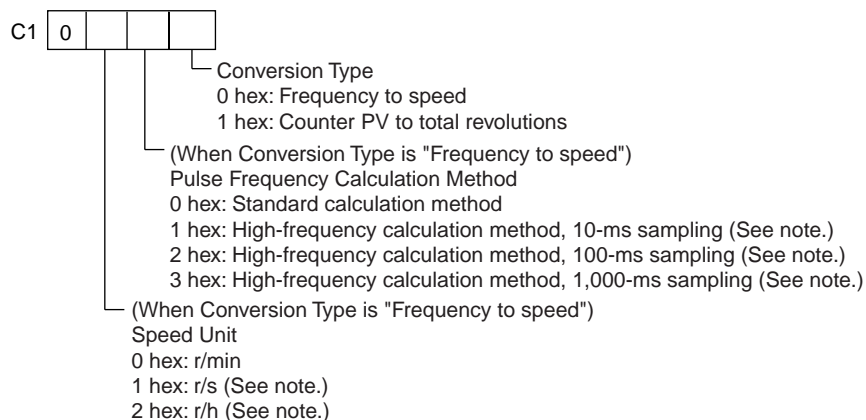 C1 0
Conversion Type
0 hex: Frequency to speed
1 hex: Counter PV to total revolutions
(When Conversion Type is "Frequency to speed")
Pulse Frequency Calculation Method
0 hex: Standard calculation method
1 hex: High-frequency calculation method, 10-ms sampling (See note.)
2 hex: High-frequency calculation method, 100-ms sampling (See note.)
3 hex: High-frequency calculation method, 1,000-ms sampling (See note.)
(When Conversion Type is "Frequency to speed")
Speed Unit
0 hex: r/min
1 hex: r/s (See note.)
2 hex: r/h (See note.)